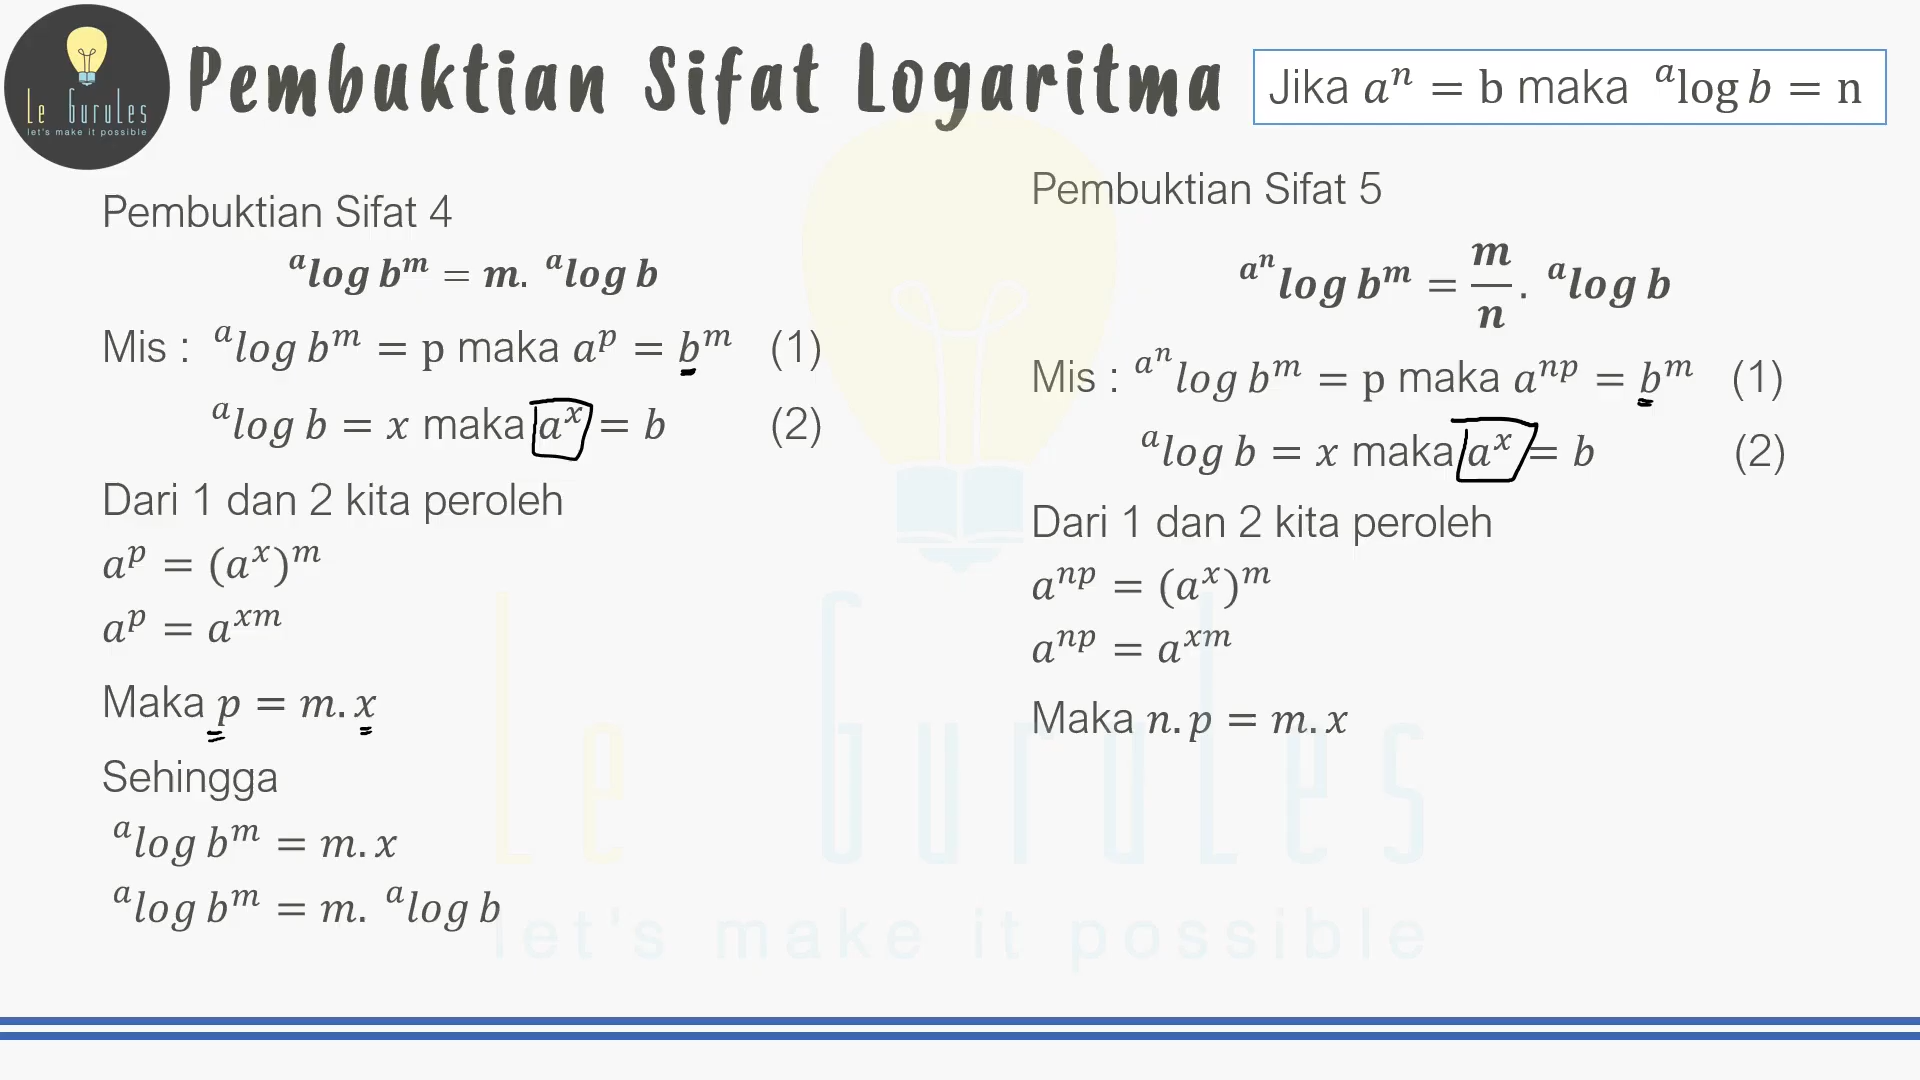 Le GuruLes
let's make it possible
Pembuktian Sifat Logaritma
Jika aⁿ = b maka ᵃlog b = n
Pembuktian Sifat 4
ᵃlog bᵐ = m. ᵃlog b
Mis : ᵃlog bᵐ = p maka aᵖ = bᵐ (1)
ᵃlog b = x maka aˣ = b (2)
Dari 1 dan 2 kita peroleh
aᵖ = (aˣ)ᵐ
aᵖ = aˣᵐ
Maka p = m. x
Sehingga
ᵃlog bᵐ = m. x
ᵃlog bᵐ = m. ᵃlog b
Pembuktian Sifat 5
a^n log bᵐ = m/n . ᵃlog b
Mis : a^n log bᵐ = p maka aⁿᵖ = bᵐ (1)
ᵃlog b = x maka aˣ = b (2)
Dari 1 dan 2 kita peroleh
aⁿᵖ = (aˣ)ᵐ
aⁿᵖ = aˣᵐ
Maka n. p = m. x
Le GuruLes
let's make it possible